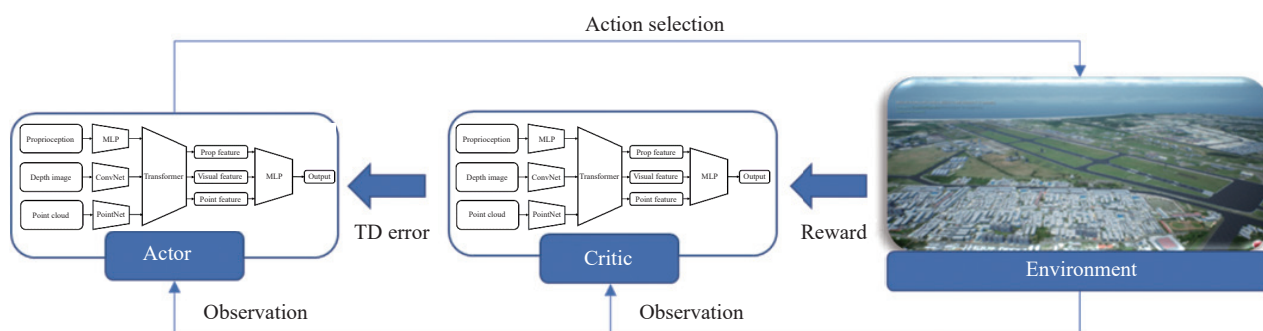 Action selection
Proprioception
MLP
Depth image
ConvNet
Point cloud
PointNet
Transformer
Prop feature
Visual feature
Point feature
MLP
Output
Actor
TD error
Proprioception
MLP
Depth image
ConvNet
Point cloud
PointNet
Transformer
Prop feature
Visual feature
Point feature
MLP
Output
Critic
Reward
Environment
Observation
Observation